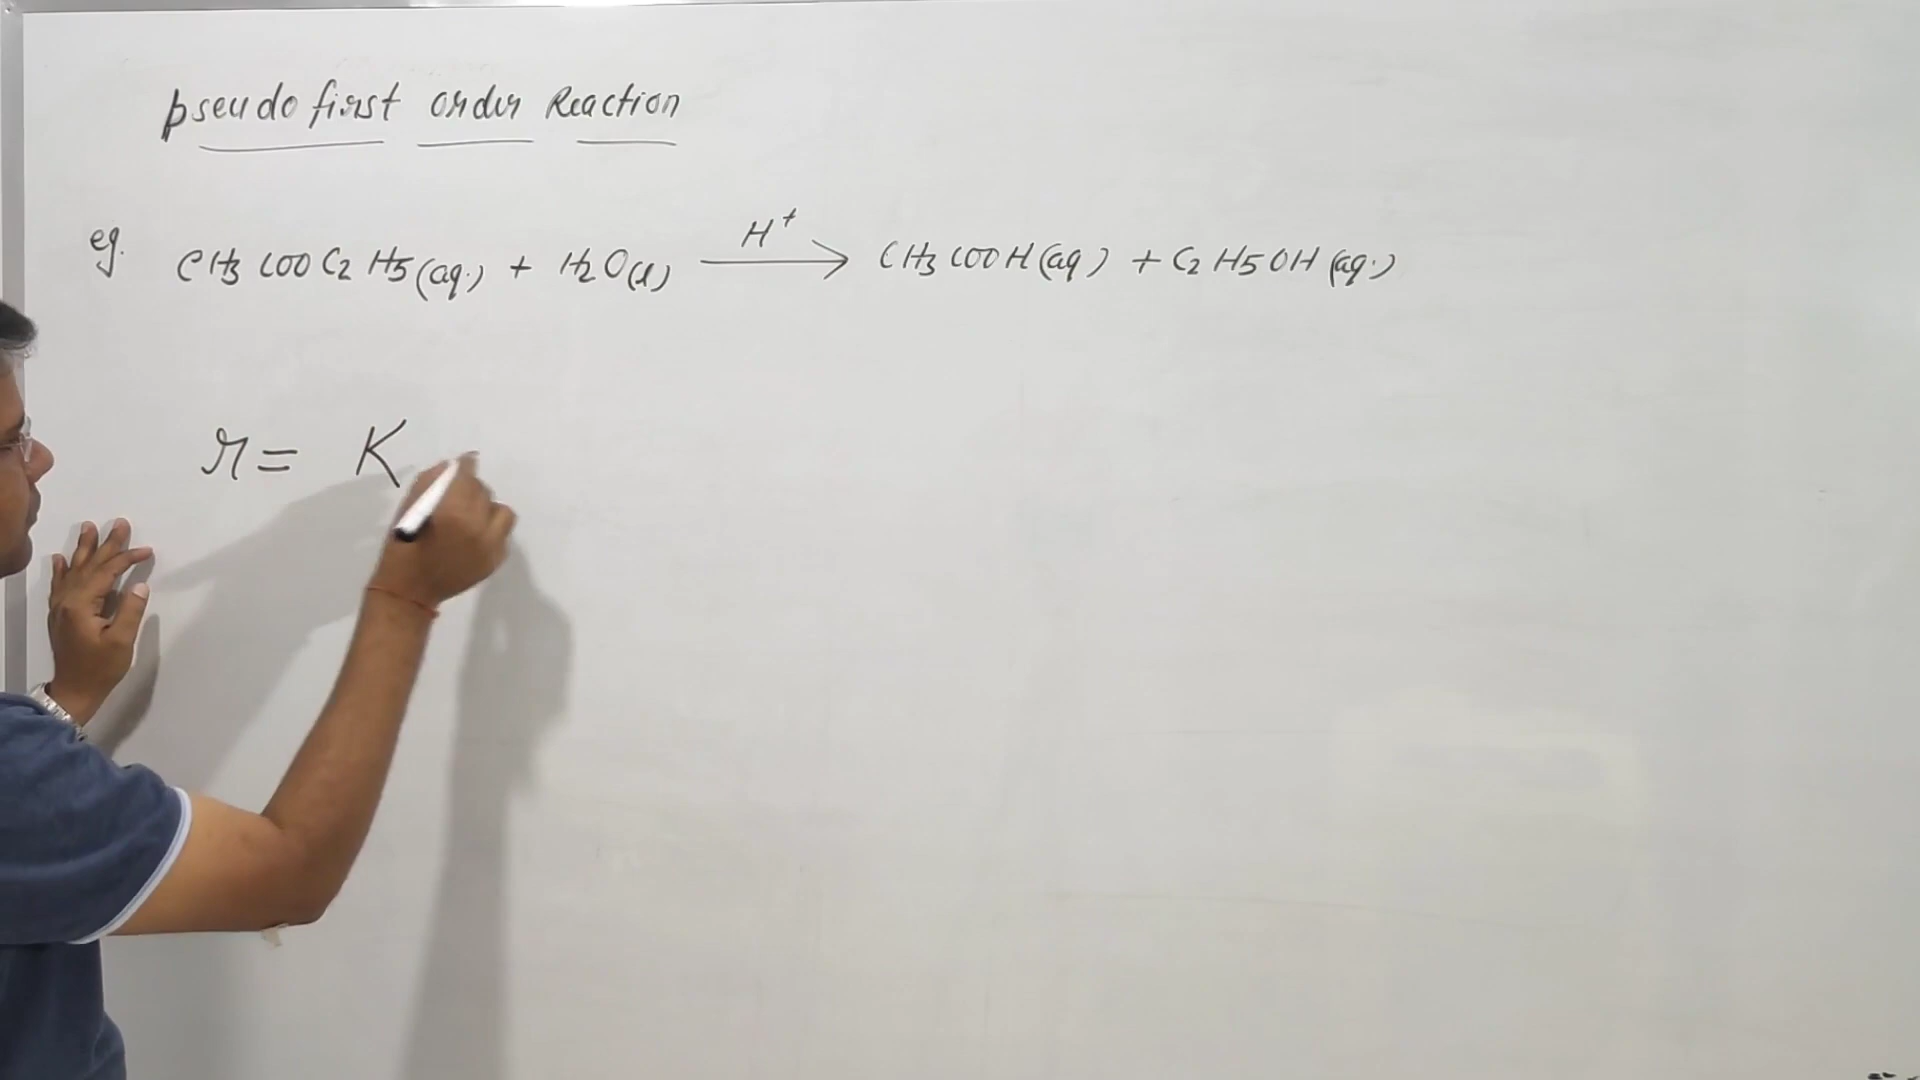 pseudo first order Reaction
eg. CH3 COO C2 H5 (aq.) + H2O(l) H+ → CH3 COOH (aq) + C2 H5 OH (aq.)
r = K